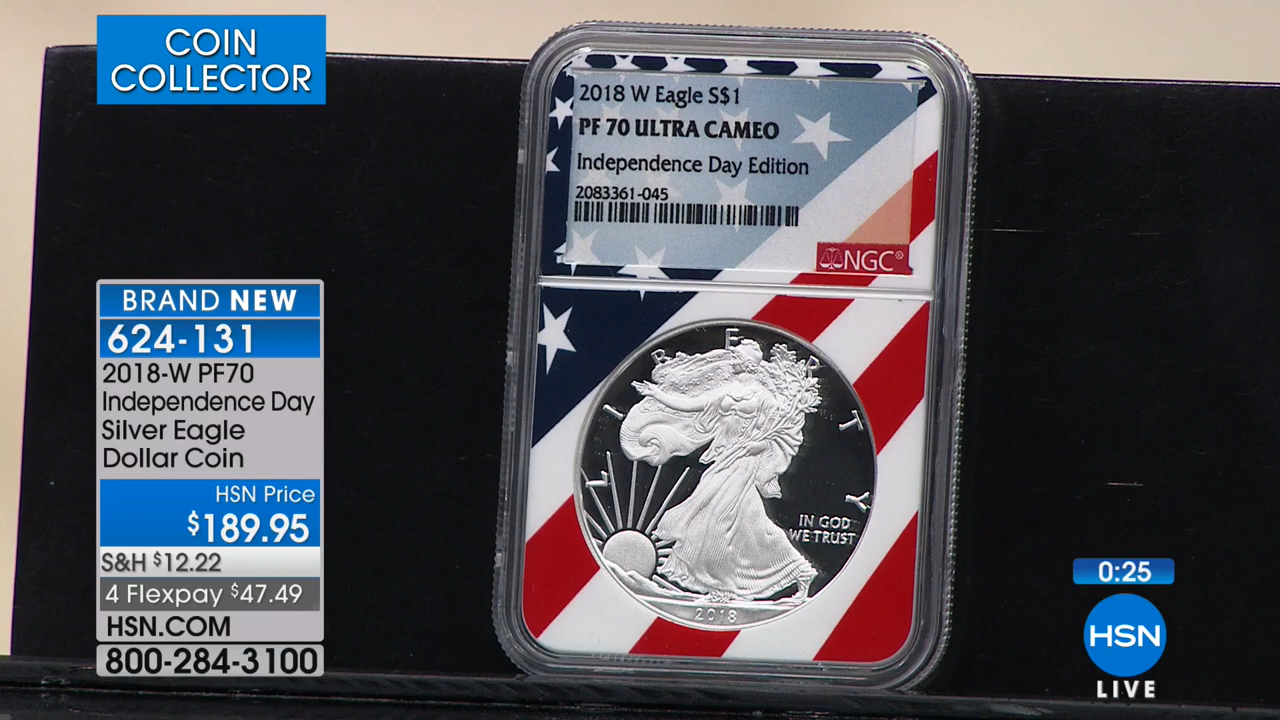 COIN
COLLECTOR
BRAND NEW
624-131
2018-W PF70
Independence Day
Silver Eagle
Dollar Coin
HSN Price
$189.95
S&H $12.22
4 Flexpay $47.49
HSN.COM
800-284-3100
2018 W Eagle S$1
PF 70 ULTRA CAMEO
Independence Day Edition
2083361-045
NGC®
LIBERTY
IN GOD
WE TRUST
2018
0:25
HSN
LIVE